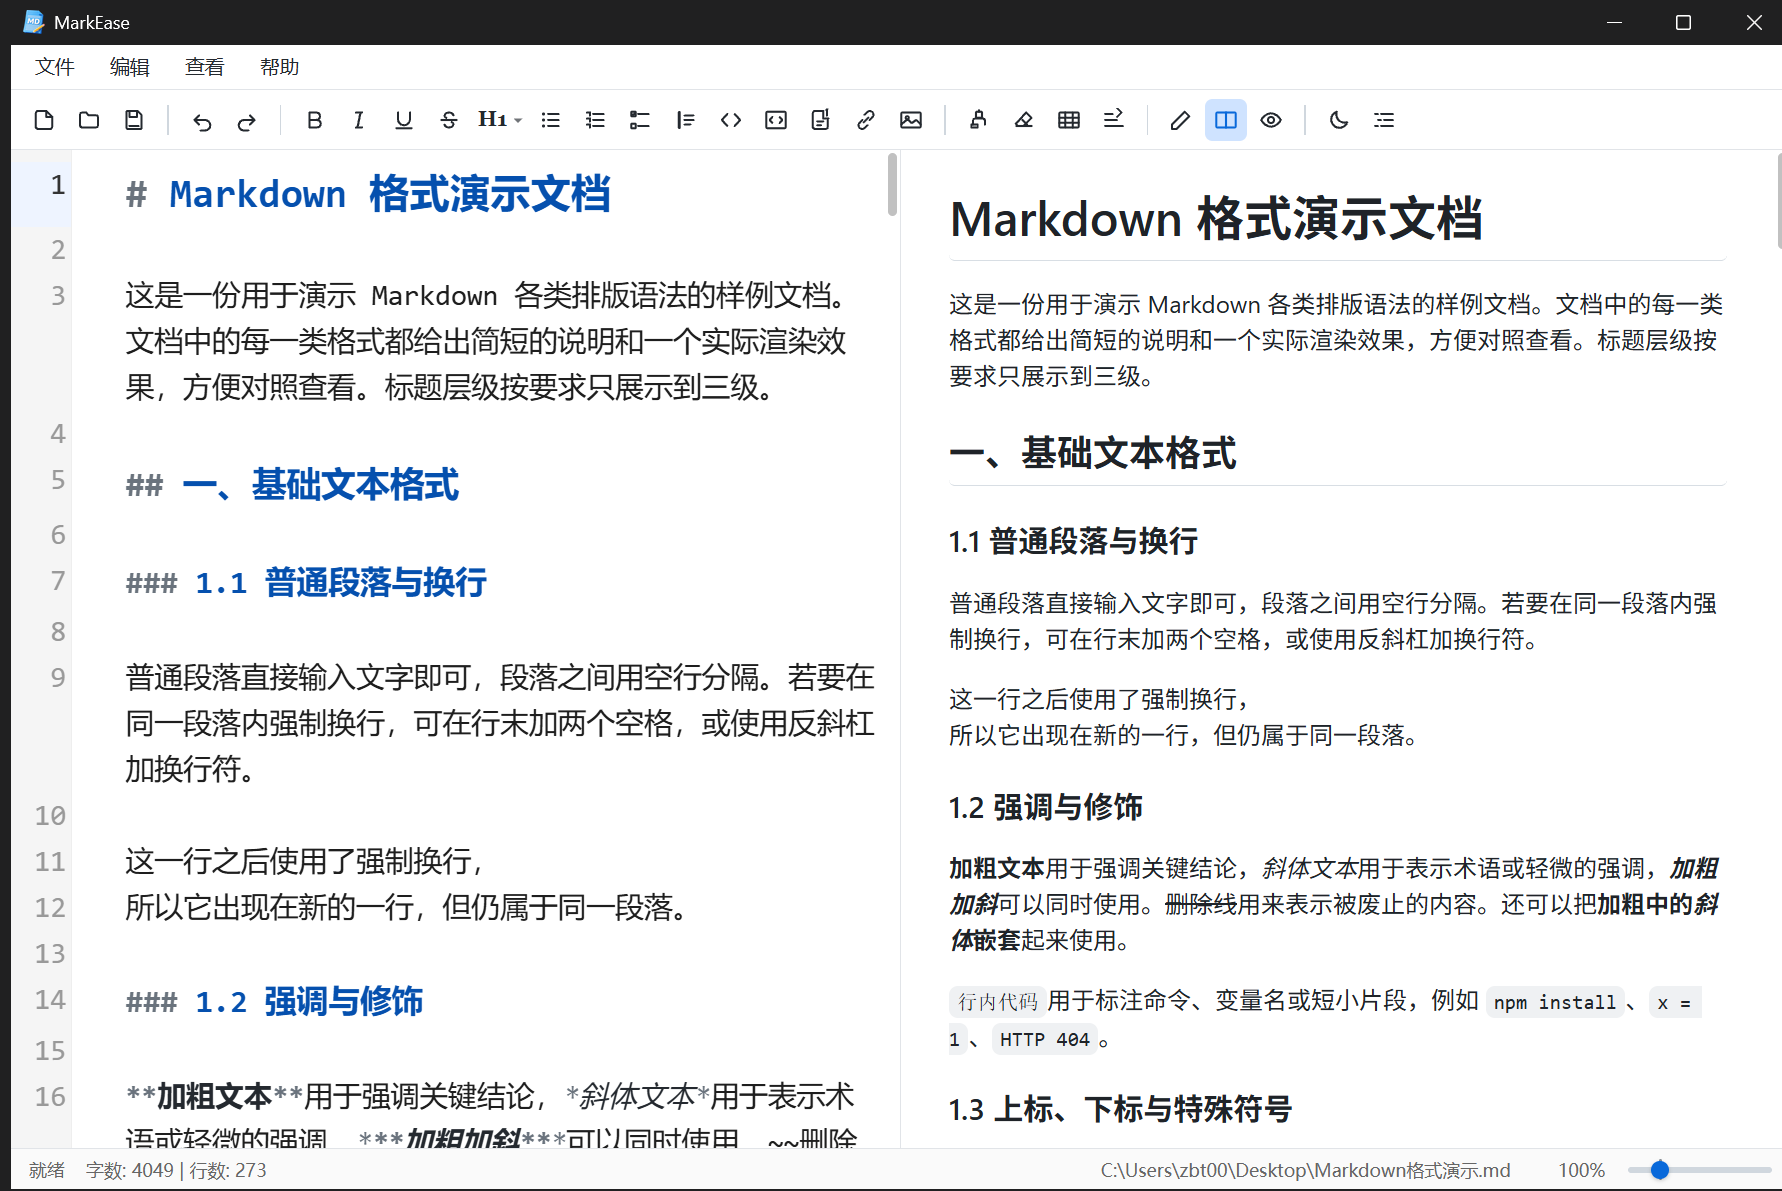 MarkEase
文件 编辑 查看 帮助
H1
1 # Markdown 格式演示文档
2
3 这是一份用于演示 Markdown 各类排版语法的样例文档。
文档中的每一类格式都给出简短的说明和一个实际渲染效
果，方便对照查看。标题层级按要求只展示到三级。
4
5 ## 一、基础文本格式
6
7 ### 1.1 普通段落与换行
8
9 普通段落直接输入文字即可，段落之间用空行分隔。若要在
同一段落内强制换行，可在行末加两个空格，或使用反斜杠
加换行符。
10
11 这一行之后使用了强制换行，
12 所以它出现在新的一行，但仍属于同一段落。
13
14 ### 1.2 强调与修饰
15
16 **加粗文本**用于强调关键结论，*斜体文本*用于表示术
语或轻微的强调，***加粗加斜***可以同时使用。~~删除
Markdown 格式演示文档
这是一份用于演示 Markdown 各类排版语法的样例文档。文档中的每一类
格式都给出简短的说明和一个实际渲染效果，方便对照查看。标题层级按
要求只展示到三级。
一、基础文本格式
1.1 普通段落与换行
普通段落直接输入文字即可，段落之间用空行分隔。若要在同一段落内强
制换行，可在行末加两个空格，或使用反斜杠加换行符。
这一行之后使用了强制换行，
所以它出现在新的一行，但仍属于同一段落。
1.2 强调与修饰
加粗文本用于强调关键结论，斜体文本用于表示术语或轻微的强调，加粗
加斜可以同时使用。删除线用来表示被废止的内容。还可以把加粗中的斜
体嵌套起来使用。
行内代码用于标注命令、变量名或短小片段，例如 npm install、x =
1、HTTP 404。
1.3 上标、下标与特殊符号
就绪 字数: 4049 | 行数: 273 C:\Users\zbt00\Desktop\Markdown格式演示.md 100%